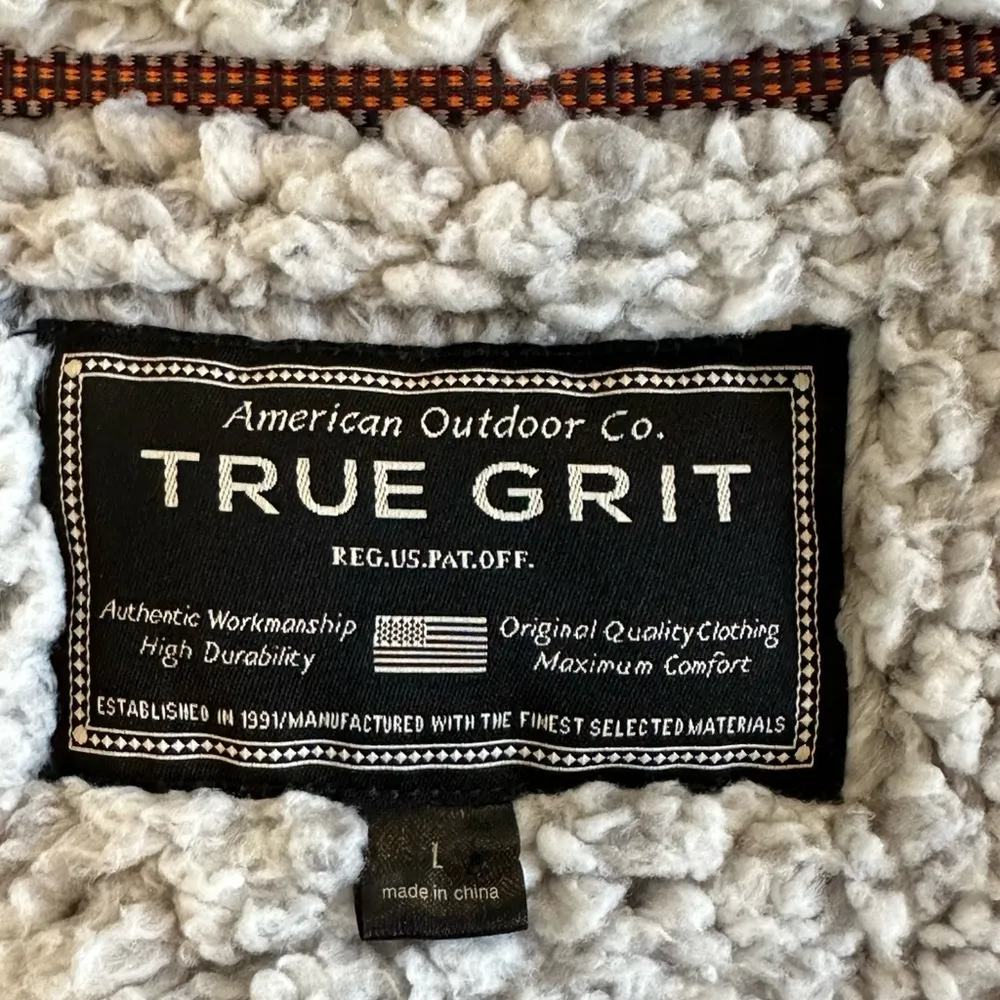 American Outdoor Co.
TRUE GRIT
REG.US.PAT.OFF.
Authentic Workmanship
High Durability
Original Quality Clothing
Maximum Comfort
ESTABLISHED IN 1991/MANUFACTURED WITH THE FINEST SELECTED MATERIALS
L
made in china